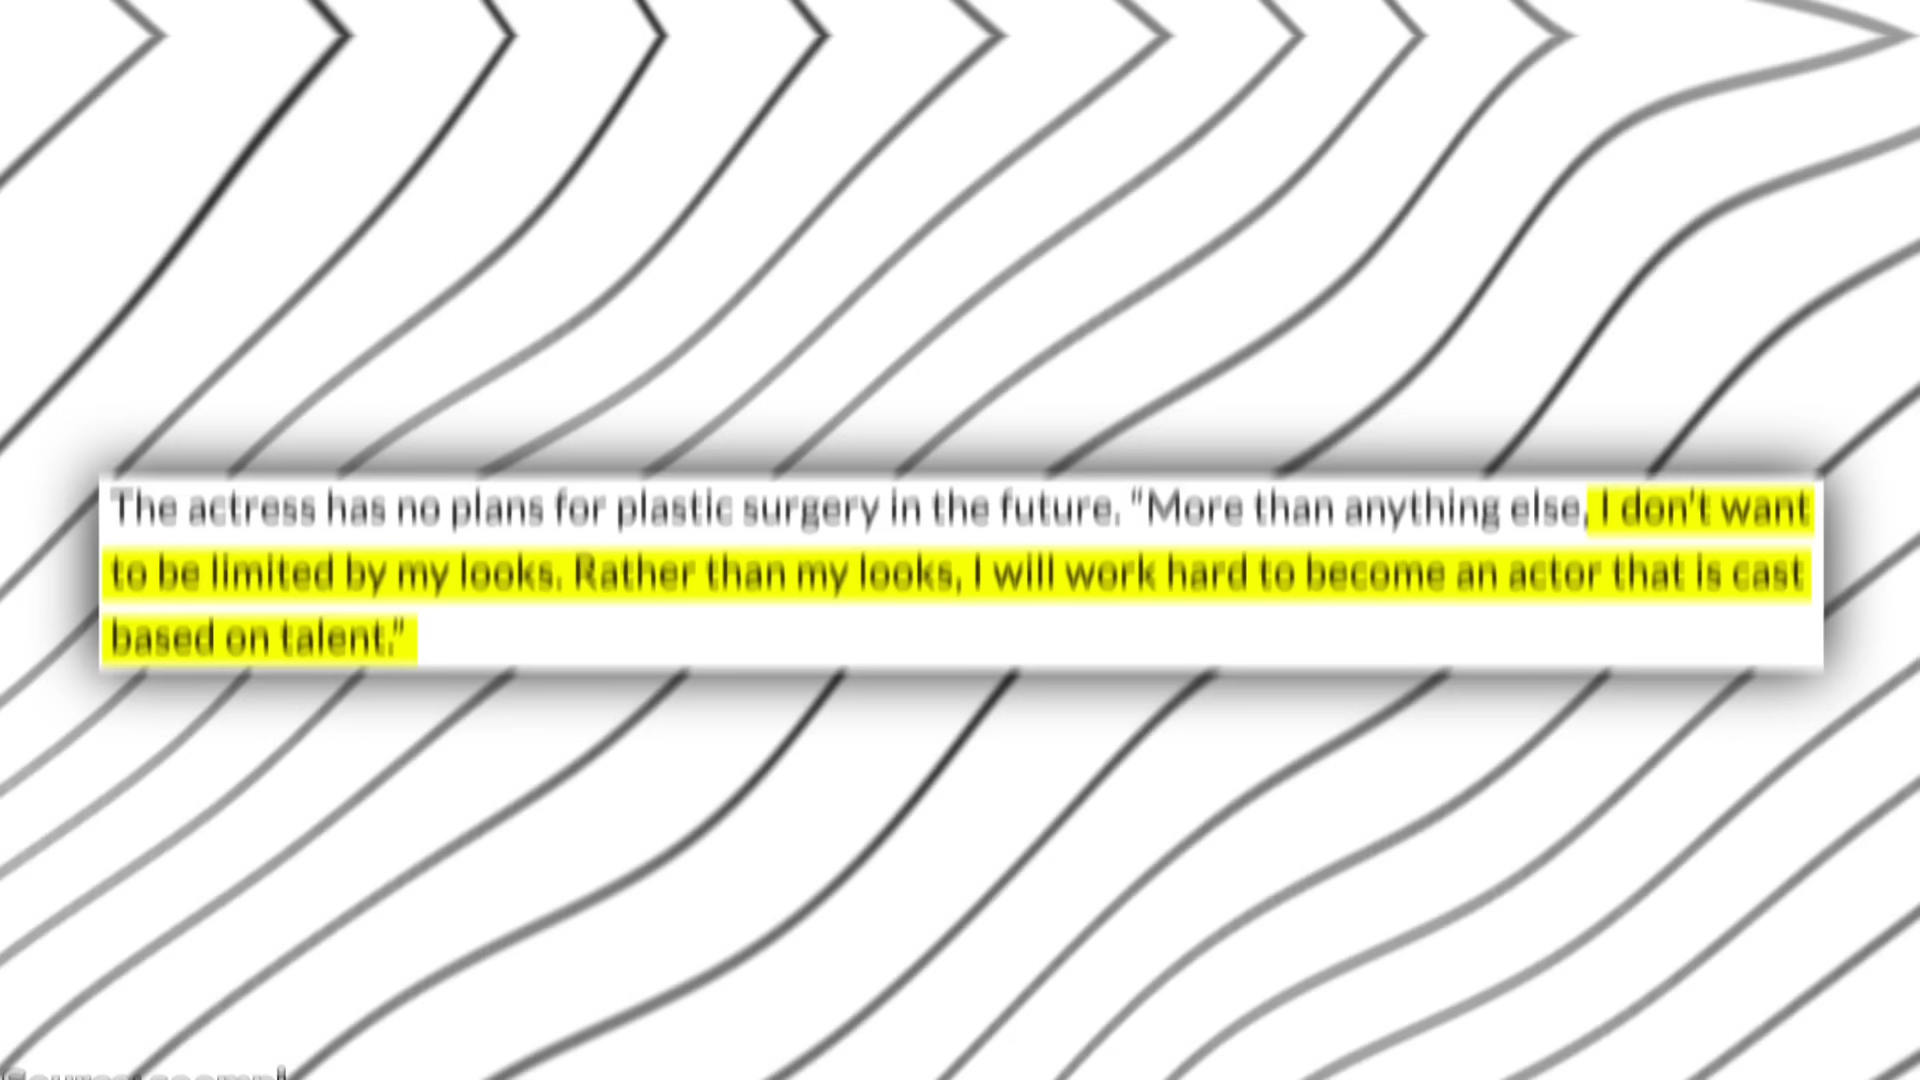 The actress has no plans for plastic surgery in the future. “More than anything else, I don't want
to be limited by my looks. Rather than my looks, I will work hard to become an actor that is cast
based on talent.”